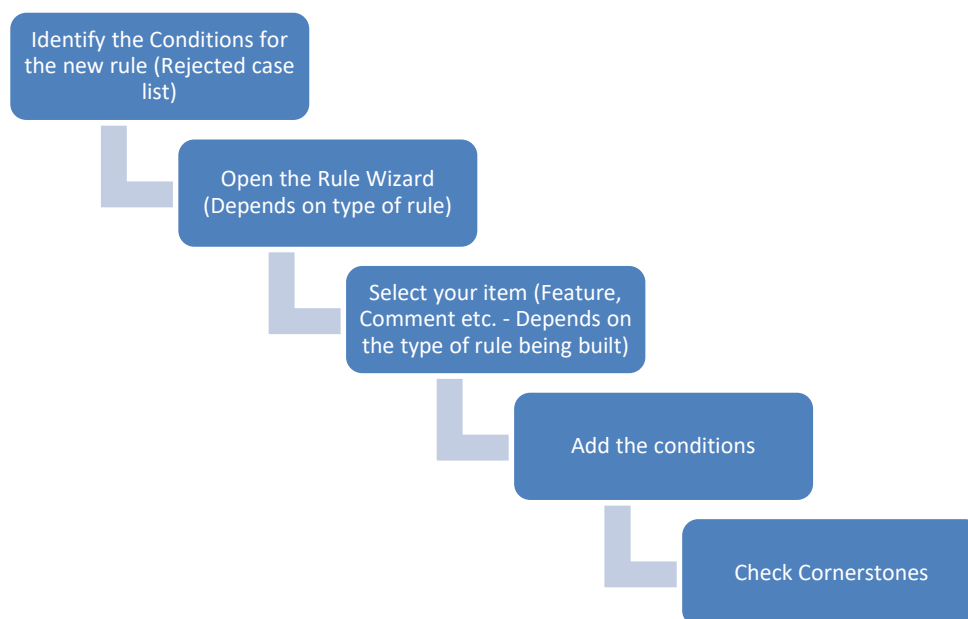 Identify the Conditions for
the new rule (Rejected case
list)
Open the Rule Wizard
(Depends on type of rule)
Select your item (Feature,
Comment etc. - Depends on
the type of rule being built)
Add the conditions
Check Cornerstones